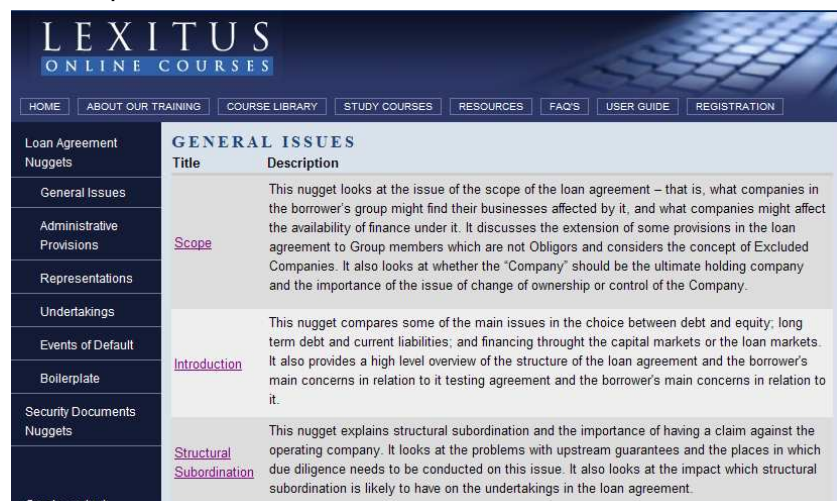 LEXITUS
ONLINE COURSES
HOME ABOUT OUR TRAINING COURSE LIBRARY STUDY COURSES RESOURCES FAQ'S USER GUIDE REGISTRATION
Loan Agreement
Nuggets
General Issues
Administrative
Provisions
Representations
Undertakings
Events of Default
Boilerplate
Security Documents
Nuggets
GENERAL ISSUES
Title Description
Scope
This nugget looks at the issue of the scope of the loan agreement – that is, what companies in
the borrower's group might find their businesses affected by it, and what companies might affect
the availability of finance under it. It discusses the extension of some provisions in the loan
agreement to Group members which are not Obligors and considers the concept of Excluded
Companies. It also looks at whether the "Company" should be the ultimate holding company
and the importance of the issue of change of ownership or control of the Company.
Introduction
This nugget compares some of the main issues in the choice between debt and equity; long
term debt and current liabilities; and financing throught the capital markets or the loan markets.
It also provides a high level overview of the structure of the loan agreement and the borrower's
main concerns in relation to it testing agreement and the borrower's main concerns in relation to
it.
Structural
Subordination
This nugget explains structural subordination and the importance of having a claim against the
operating company. It looks at the problems with upstream guarantees and the places in which
due diligence needs to be conducted on this issue. It also looks at the impact which structural
subordination is likely to have on the undertakings in the loan agreement.